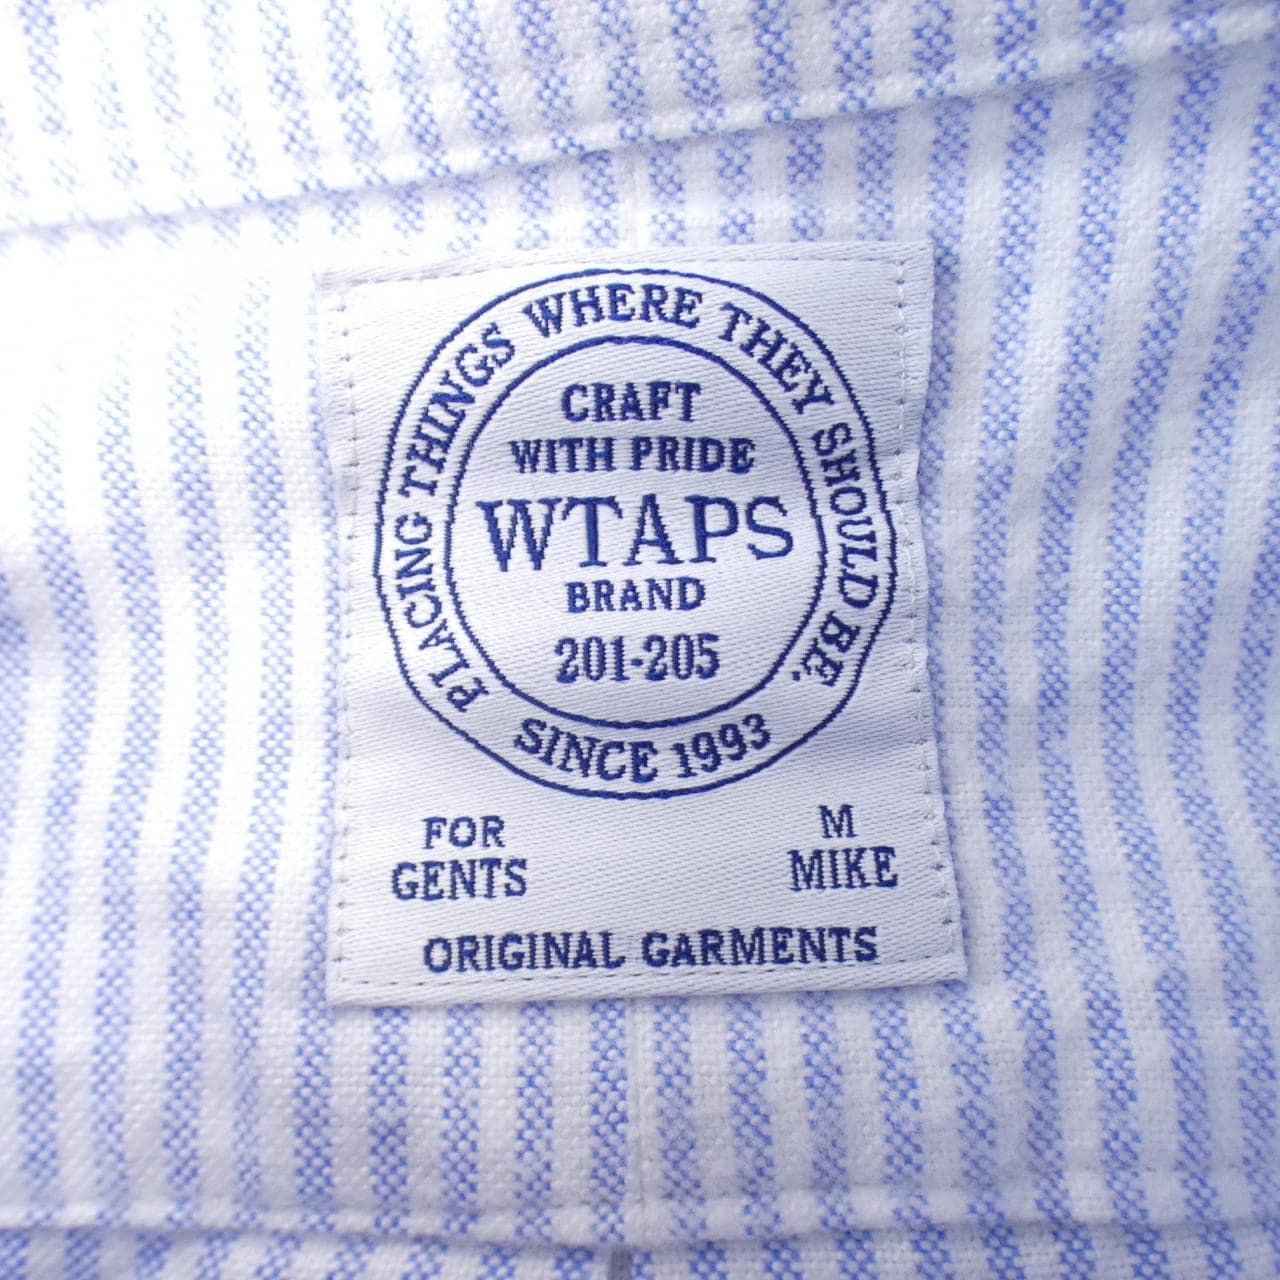 PLACING THINGS WHERE THEY SHOULD BE.
CRAFT
WITH PRIDE
WTAPS
BRAND
201-205
SINCE 1993
FOR
GENTS
M
MIKE
ORIGINAL GARMENTS